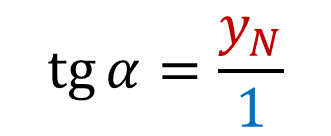 tg α = y_N / 1